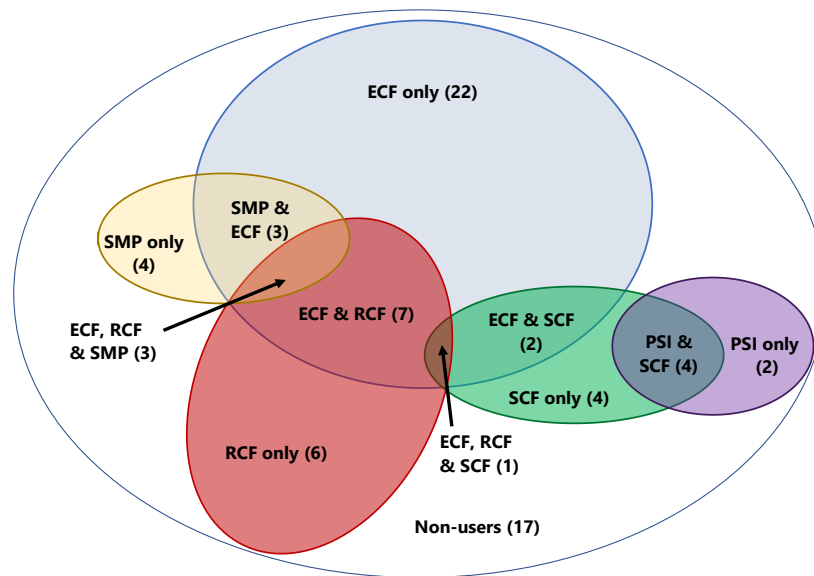 ECF only (22)
SMP &
ECF (3)
SMP only
(4)
ECF & RCF (7)
ECF, RCF
& SMP (3)
ECF & SCF
(2)
PSI &
SCF (4)
PSI only
(2)
SCF only (4)
RCF only (6)
ECF, RCF
& SCF (1)
Non-users (17)